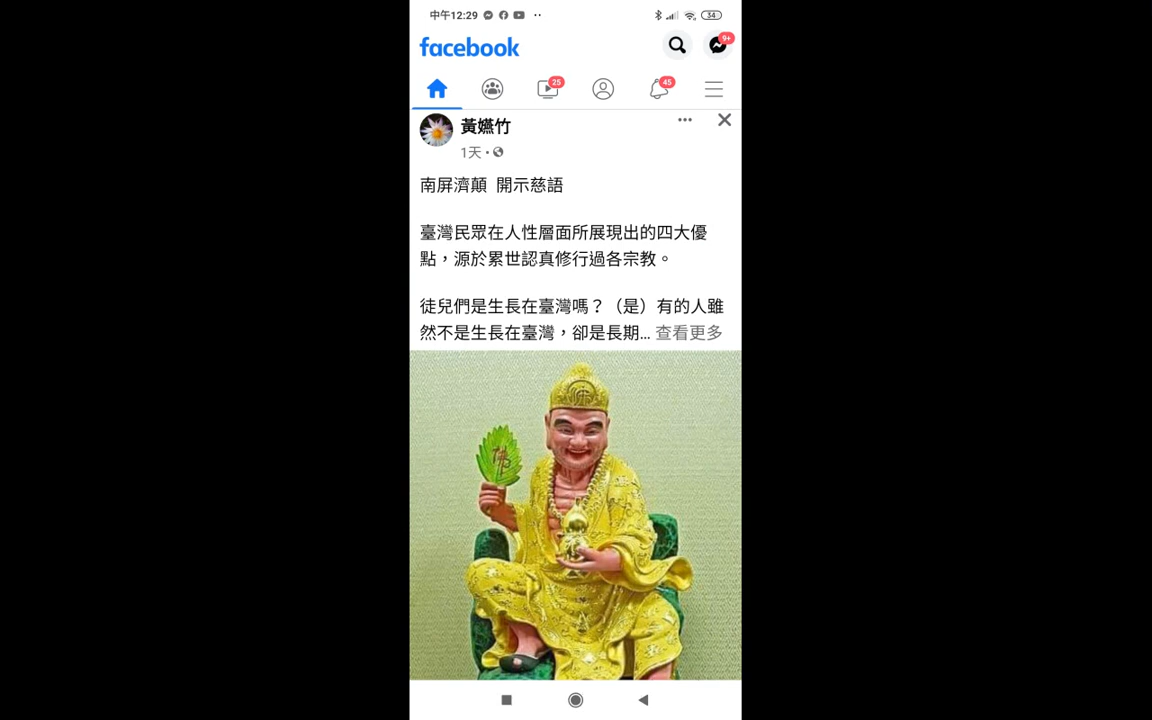 中午12:29
34
facebook
9+
25
45
黃嬿竹
1天
南屏濟顛 開示慈語
臺灣民眾在人性層面所展現出的四大優
點，源於累世認真修行過各宗教。
徒兒們是生長在臺灣嗎？（是）有的人雖
然不是生長在臺灣，卻是長期... 查看更多
佛
佛